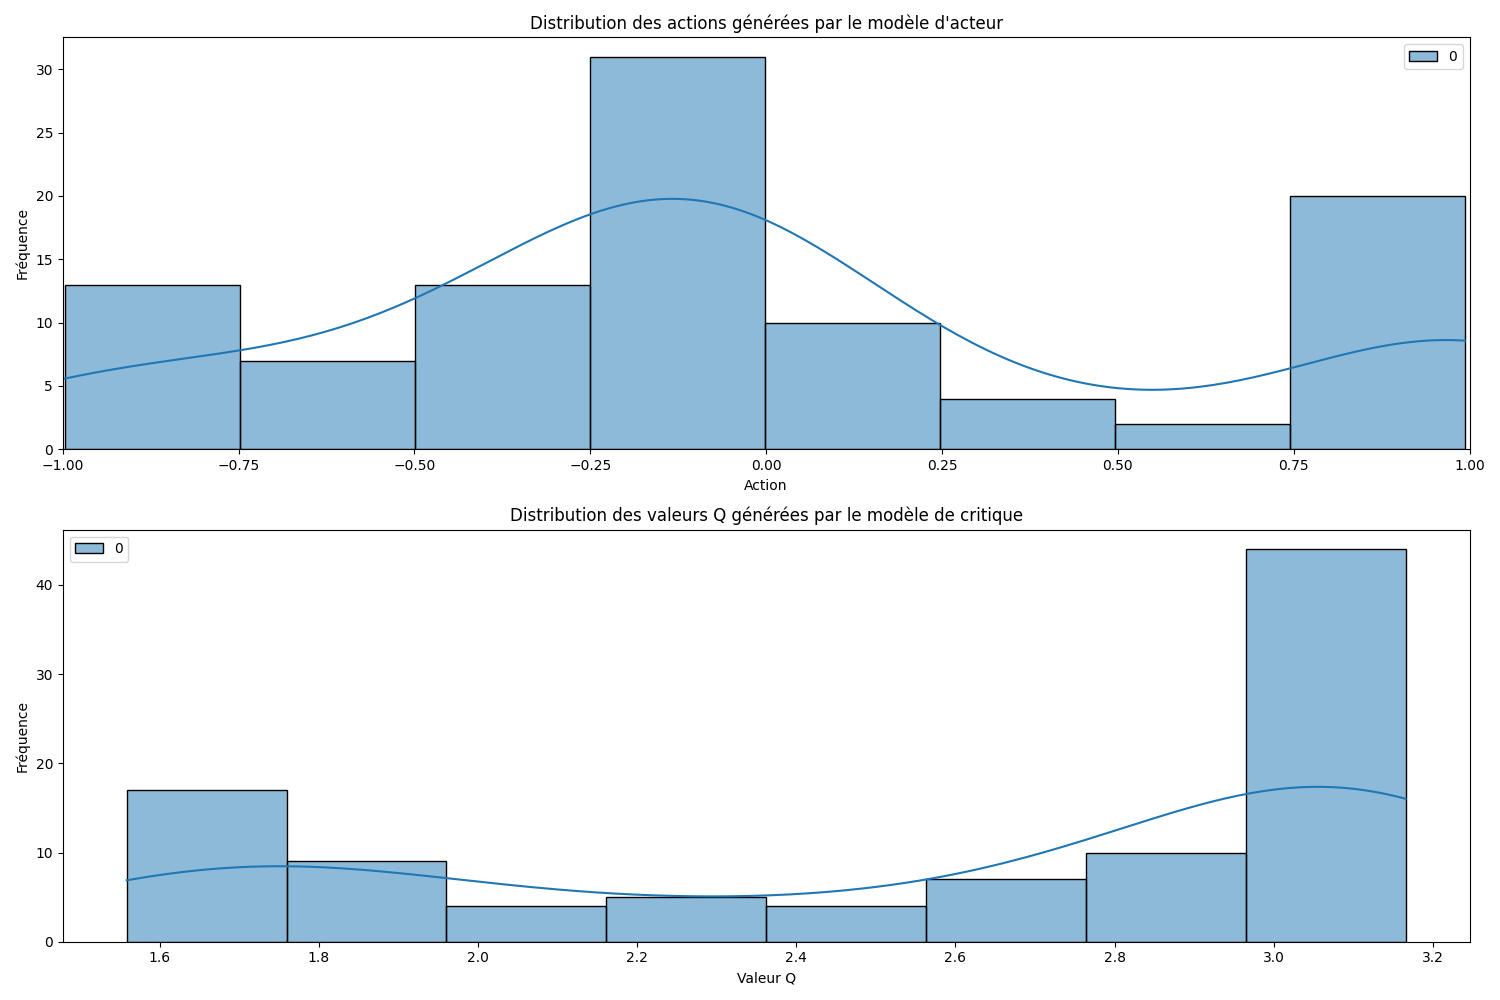 Distribution des actions générées par le modèle d'acteur
0
Fréquence
30
25
20
15
10
5
0
−1.00 −0.75 −0.50 −0.25 0.00 0.25 0.50 0.75 1.00
Action
Distribution des valeurs Q générées par le modèle de critique
0
Fréquence
40
30
20
10
0
1.6 1.8 2.0 2.2 2.4 2.6 2.8 3.0 3.2
Valeur Q